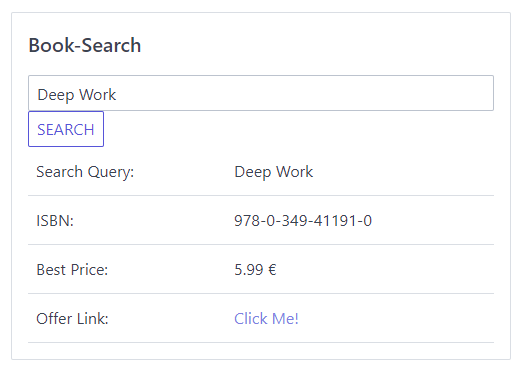 Book-Search
Deep Work
SEARCH
Search Query: Deep Work
ISBN: 978-0-349-41191-0
Best Price: 5.99 €
Offer Link: Click Me!